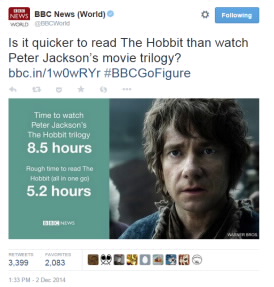 BBC NEWS WORLD
BBC News (World)
@BBCWorld
Following
Is it quicker to read The Hobbit than watch
Peter Jackson's movie trilogy?
bbc.in/1w0wRYr #BBCGoFigure
Time to watch
Peter Jackson's
The Hobbit trilogy
8.5 hours
Rough time to read The
Hobbit (all in one go)
5.2 hours
BBC NEWS
WARNER BROS
RETWEETS
3,399
FAVORITES
2,083
1:33 PM - 2 Dec 2014